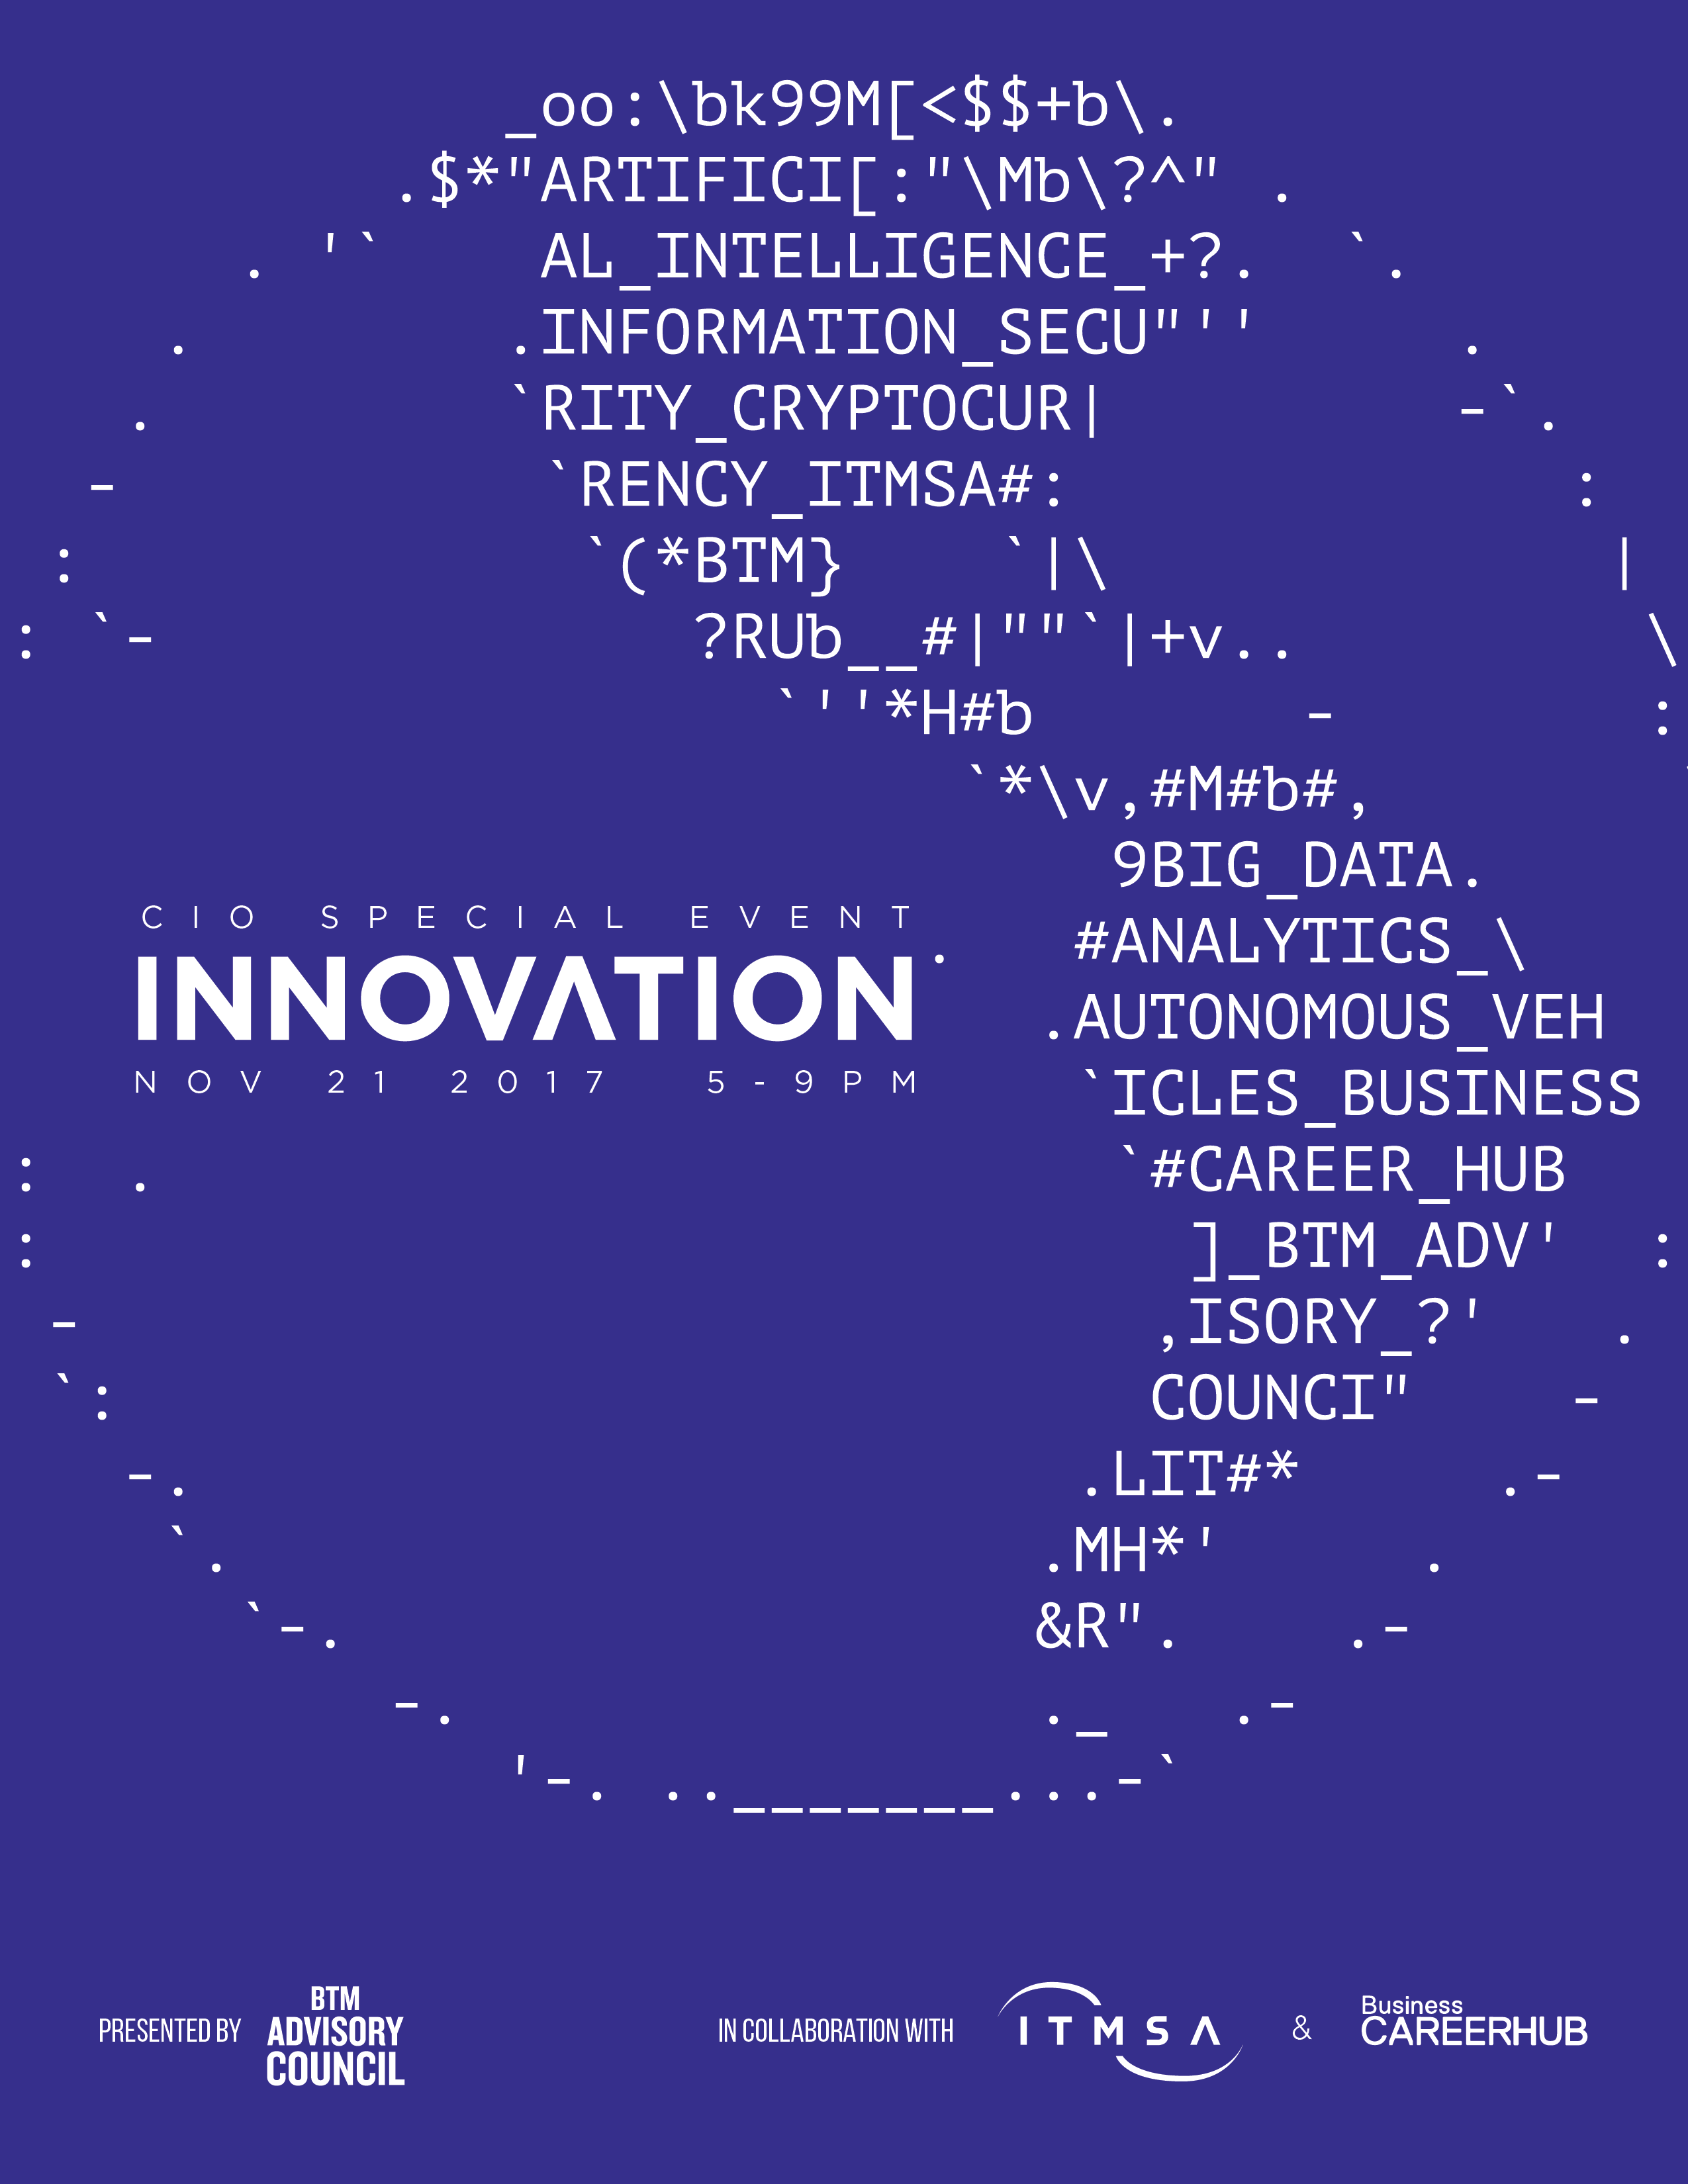 _oo:\bk99M[<$$+b\.
.$*"ARTIFICI[:"\Mb\?^" .
. '` AL_INTELLIGENCE_+?. `.
. .INFORMATION_SECU"'' .
. `RITY_CRYPTOCUR| -`.
- `RENCY_ITMSA#: :
: `(*BTM} `|\ |
: `- ?RUb__#|""`|+v.. \
`''*H#b - :
`*\v,#M#b#,
9BIG_DATA.
CIO SPECIAL EVENT
. #ANALYTICS_\
INNOVATION
.AUTONOMOUS_VEH
NOV 21 2017 5-9PM
`ICLES_BUSINESS
: . `#CAREER_HUB
: ]_BTM_ADV' :
- ,ISORY_?' .
`: COUNCI" -
-. .LIT#* .-
`. .MH*' .
`-. &R". .-
-. ._ .-
'-. .._______...-`
PRESENTED BY
BTM
ADVISORY
COUNCIL
IN COLLABORATION WITH
ITMSA
&
Business
CAREERHUB